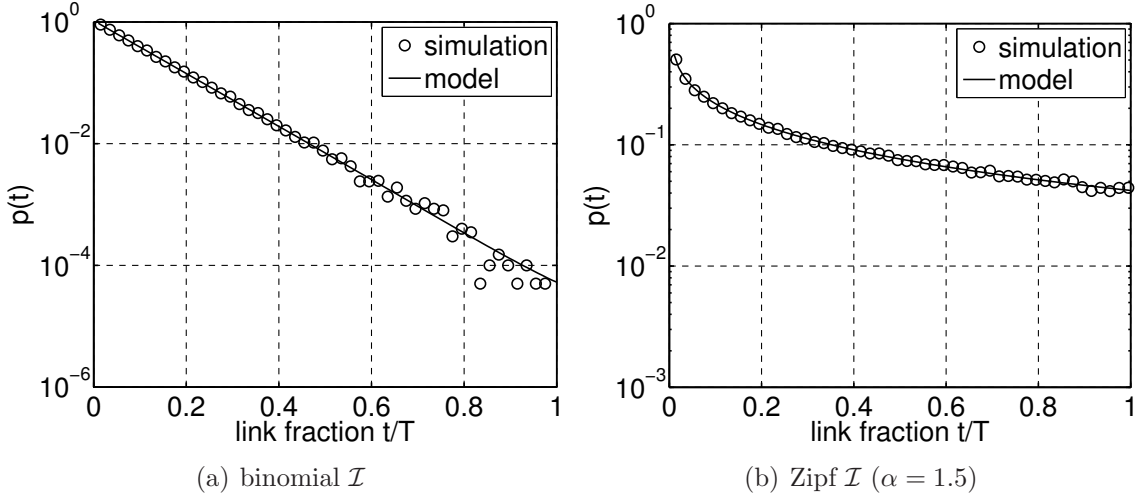 10^0
10^{-2}
10^{-4}
10^{-6}
p(t)
0 0.2 0.4 0.6 0.8 1
link fraction t/T
simulation
model
(a) binomial ℐ
10^0
10^{-1}
10^{-2}
10^{-3}
p(t)
0 0.2 0.4 0.6 0.8 1
link fraction t/T
simulation
model
(b) Zipf ℐ (α = 1.5)